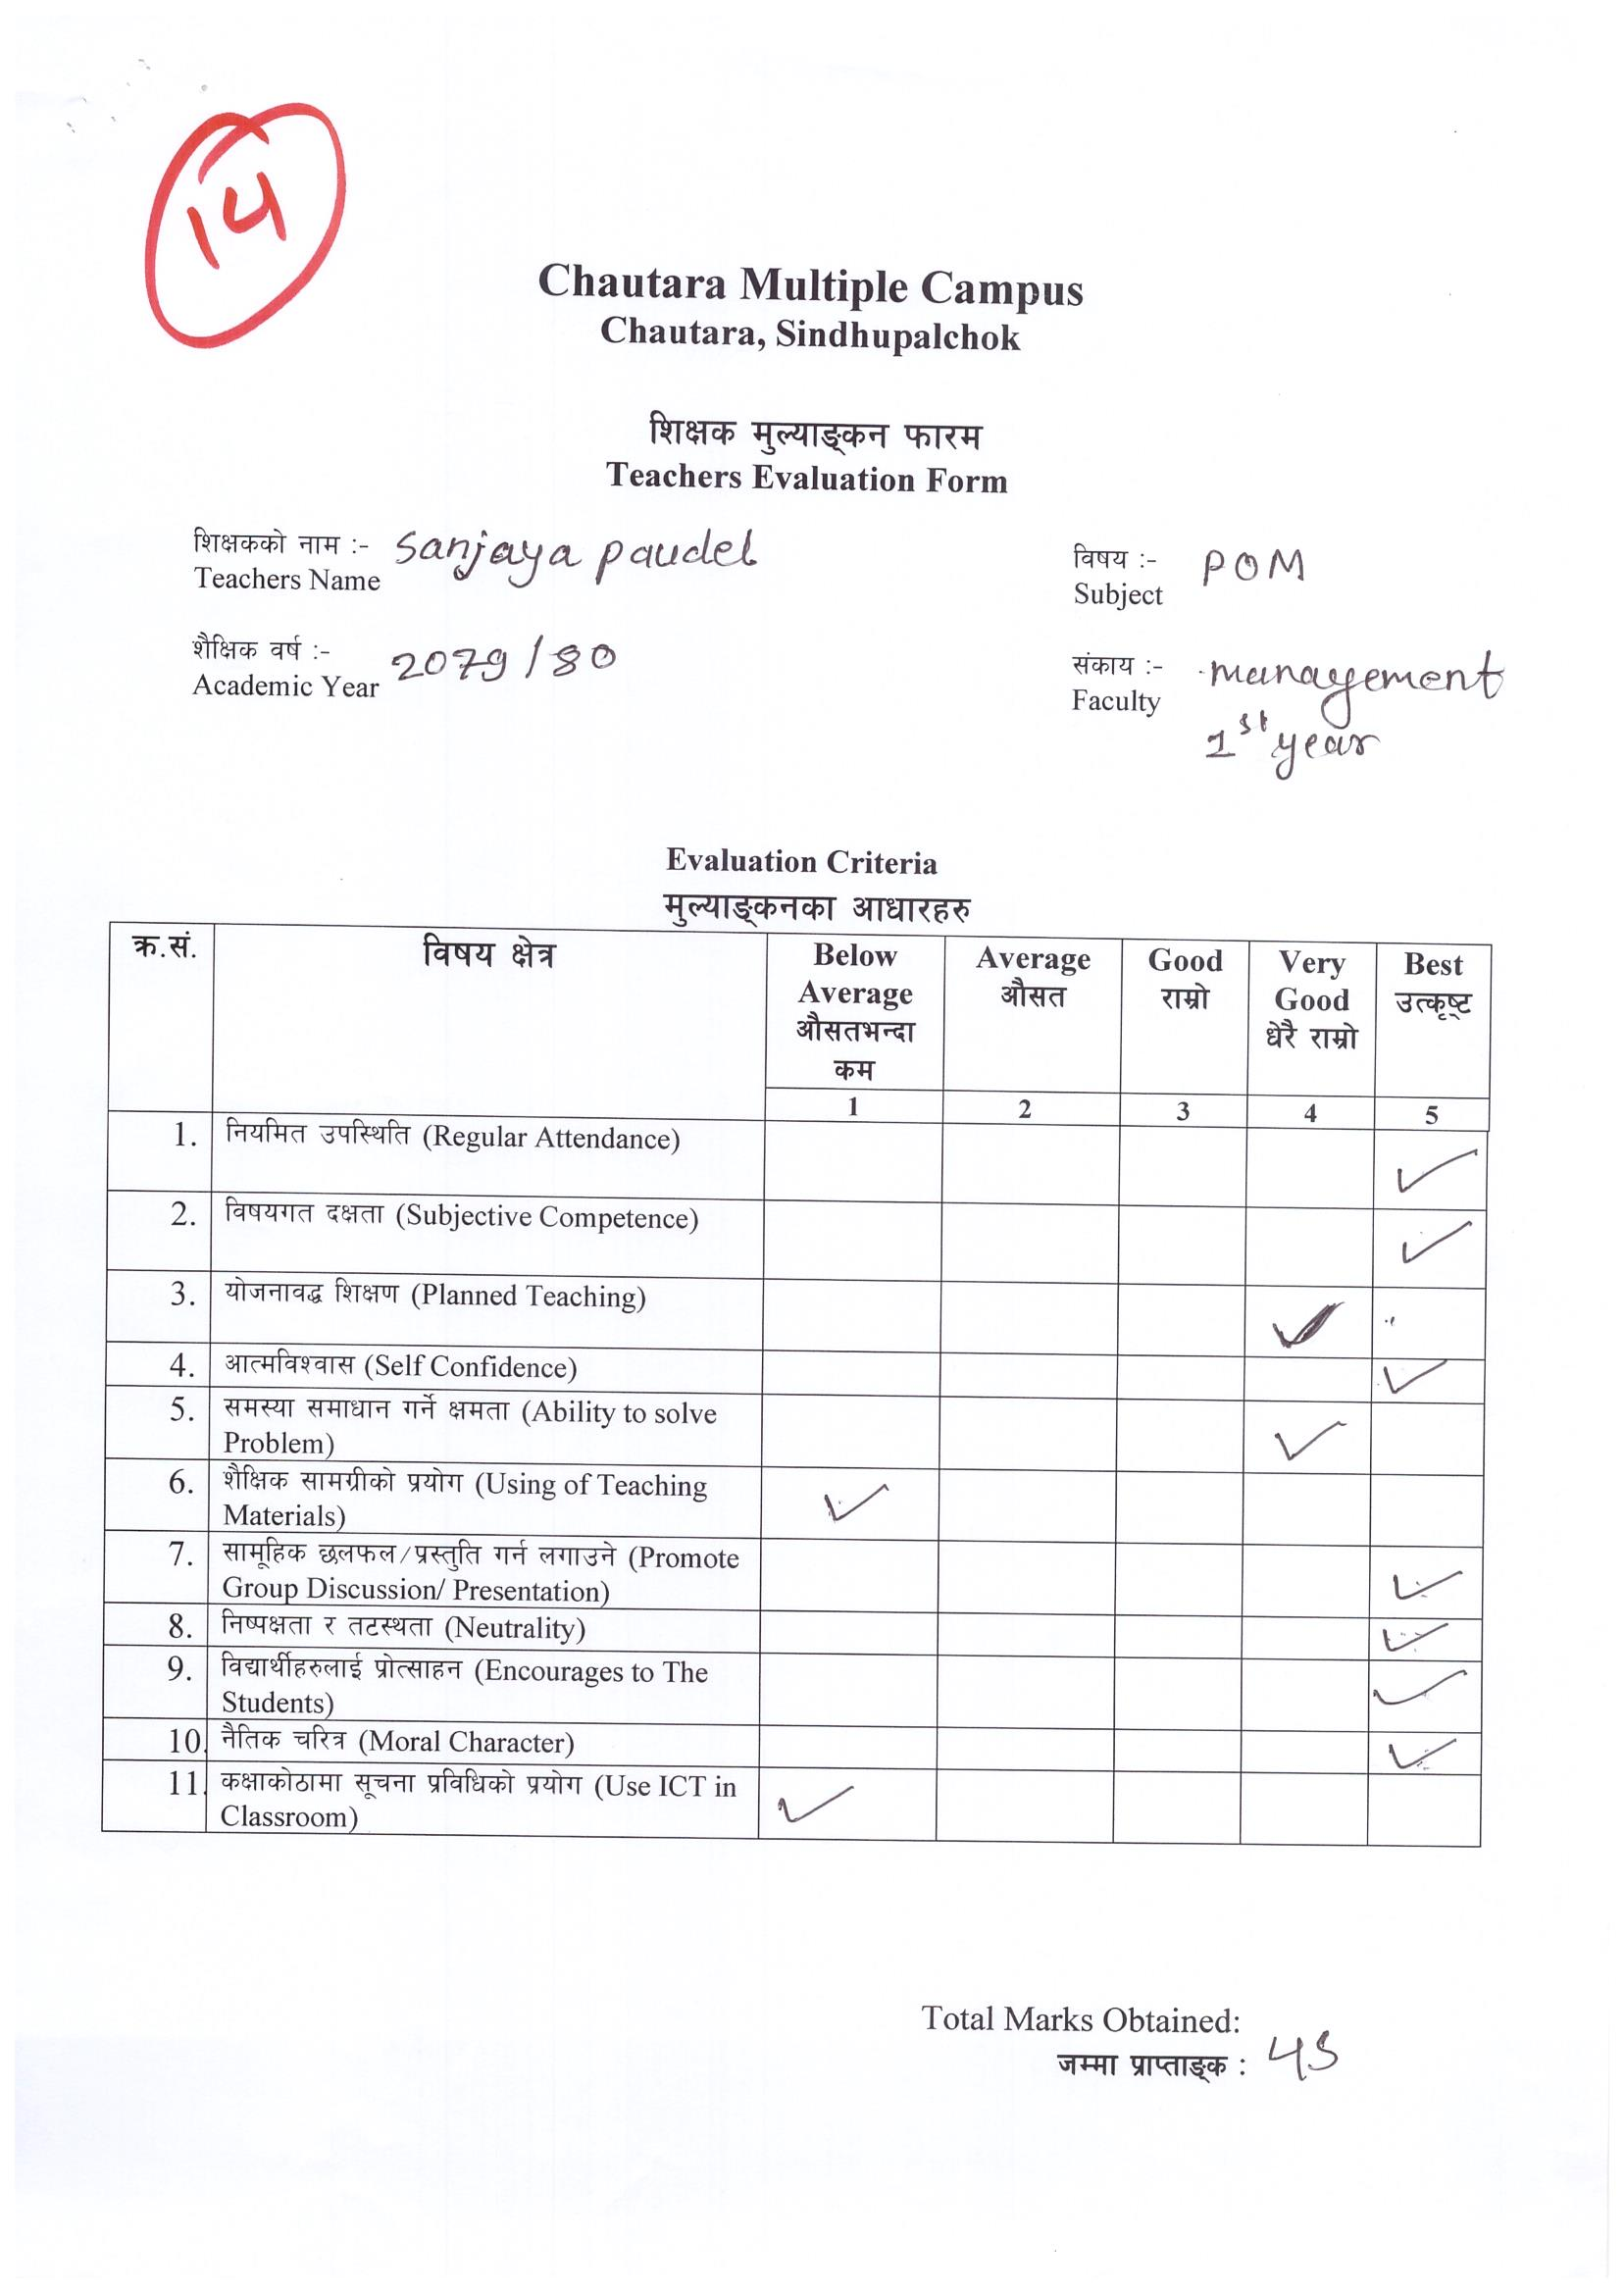 14
Chautara Multiple Campus
Chautara, Sindhupalchok
शिक्षक मुल्याङ्कन फारम
Teachers Evaluation Form
शिक्षकको नाम :- Sanjaya paudel
Teachers Name
विषय :- POM
Subject
शैक्षिक वर्ष :- 2079/80
Academic Year
संकाय :- management
Faculty
1st year
Evaluation Criteria
मुल्याङ्कनका आधारहरु
क्र.सं. विषय क्षेत्र Below Average औसतभन्दा कम Average औसत Good राम्रो Very Good धेरै राम्रो Best उत्कृष्ट
1 2 3 4 5
1. नियमित उपस्थिति (Regular Attendance) ✓
2. विषयगत दक्षता (Subjective Competence) ✓
3. योजनावद्ध शिक्षण (Planned Teaching) ✓
4. आत्मविश्वास (Self Confidence) ✓
5. समस्या समाधान गर्ने क्षमता (Ability to solve ✓
Problem)
6. शैक्षिक सामग्रीको प्रयोग (Using of Teaching ✓
Materials)
7. सामूहिक छलफल/प्रस्तुति गर्न लगाउने (Promote ✓
Group Discussion/ Presentation)
8. निष्पक्षता र तटस्थता (Neutrality) ✓
9. विद्यार्थीहरुलाई प्रोत्साहन (Encourages to The ✓
Students)
10. नैतिक चरित्र (Moral Character) ✓
11. कक्षाकोठामा सूचना प्रविधिको प्रयोग (Use ICT in ✓
Classroom)
Total Marks Obtained:
जम्मा प्राप्ताङ्क : 45